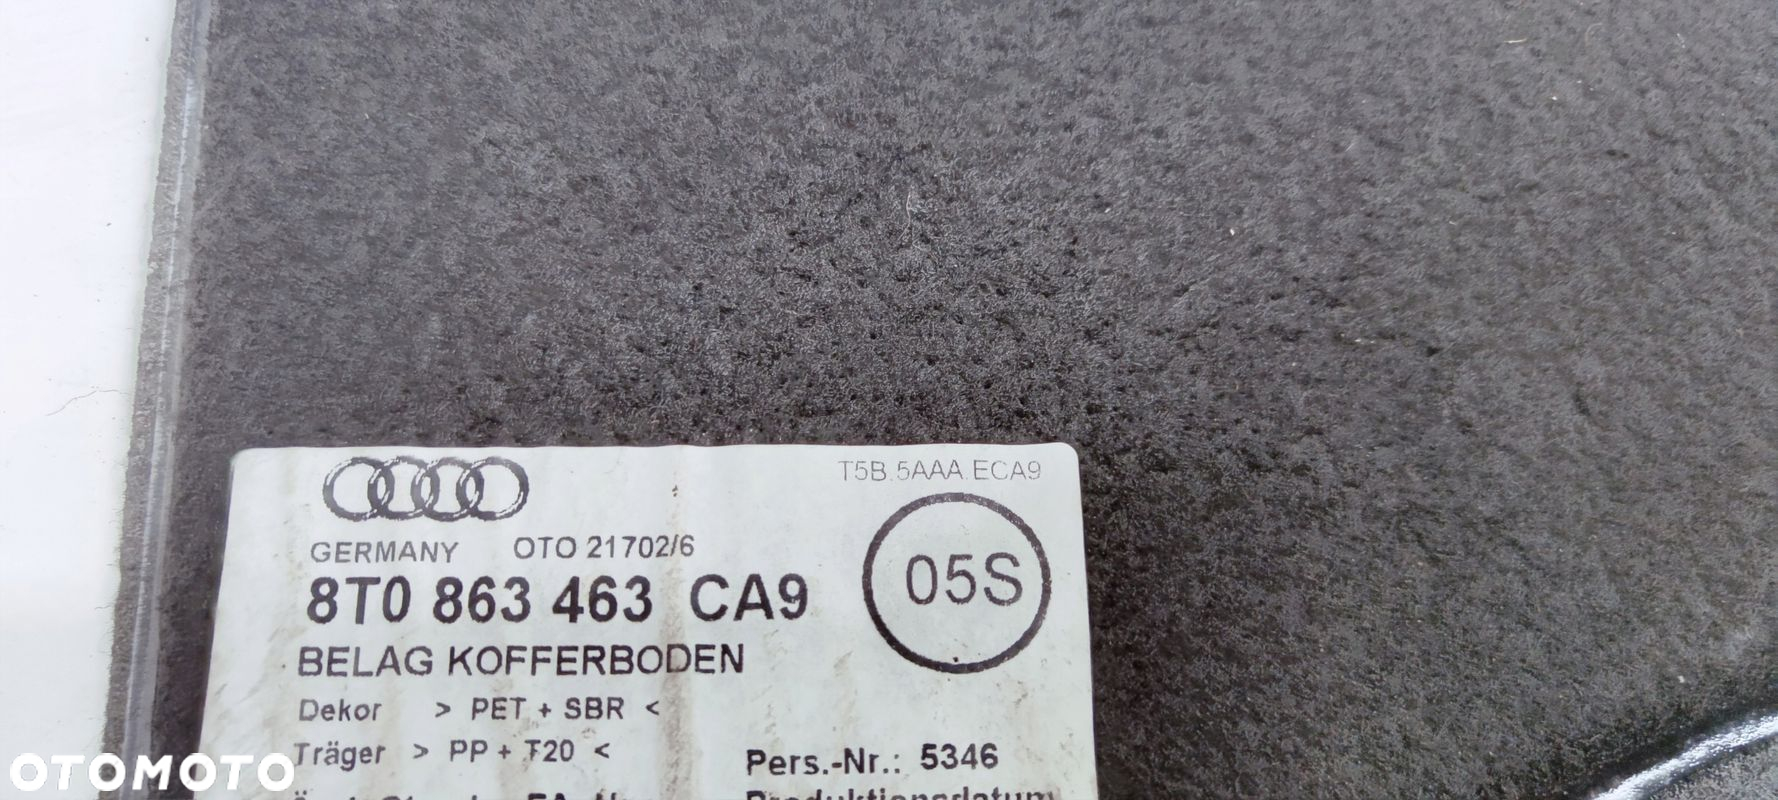 T5B.5AAA.ECA9
GERMANY OTO 21702/6
8T0 863 463 CA9
05S
BELAG KOFFERBODEN
Dekor > PET + SBR <
Träger > PP + T20 <
Pers.-Nr.: 5346
Produktionsdatum
OTOMOTO